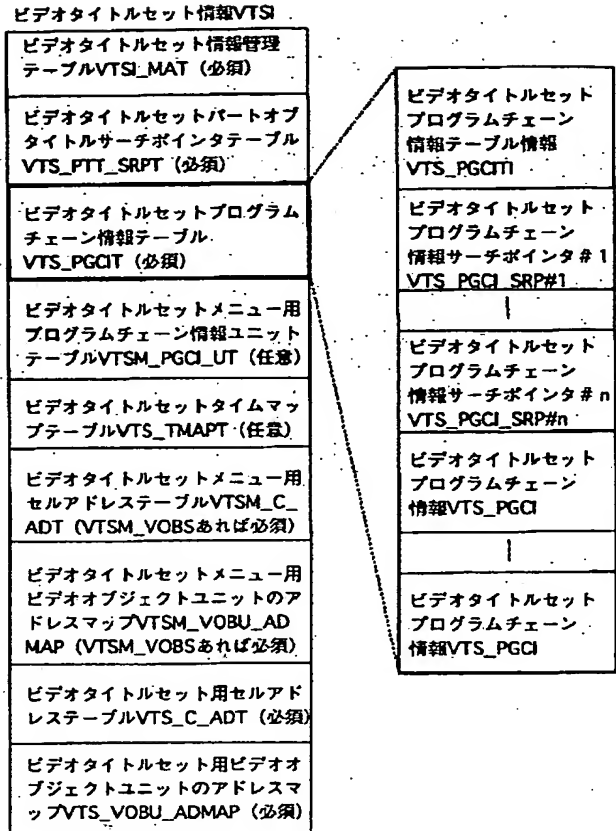 ビデオタイトルセット情報VTSI
ビデオタイトルセット情報管理
テーブルVTSI_MAT（必須）
ビデオタイトルセットパートオブ
タイトルサーチポインタテーブル
VTS_PTT_SRPT（必須）
ビデオタイトルセットプログラム
チェーン情報テーブル
VTS_PGCIT（必須）
ビデオタイトルセットメニュー用
プログラムチェーン情報ユニット
テーブルVTSM_PGCI_UT（任意）
ビデオタイトルセットタイムマッ
プテーブルVTS_TMAPT（任意）
ビデオタイトルセットメニュー用
セルアドレステーブルVTSM_C_
ADT（VTSM_VOBSあれば必須）
ビデオタイトルセットメニュー用
ビデオオブジェクトユニットのア
ドレスマップVTSM_VOBU_AD
MAP（VTSM_VOBSあれば必須）
ビデオタイトルセット用セルアド
レステーブルVTS_C_ADT（必須）
ビデオタイトルセット用ビデオオ
ブジェクトユニットのアドレスマ
ップVTS_VOBU_ADMAP（必須）
ビデオタイトルセット
プログラムチェーン
情報テーブル情報
VTS_PGCITI
ビデオタイトルセット
プログラムチェーン
情報サーチポインタ#1
VTS_PGCI_SRP#1
ビデオタイトルセット
プログラムチェーン
情報サーチポインタ#n
VTS_PGCI_SRP#n
ビデオタイトルセット
プログラムチェーン
情報VTS_PGCI
ビデオタイトルセット
プログラムチェーン
情報VTS_PGCI